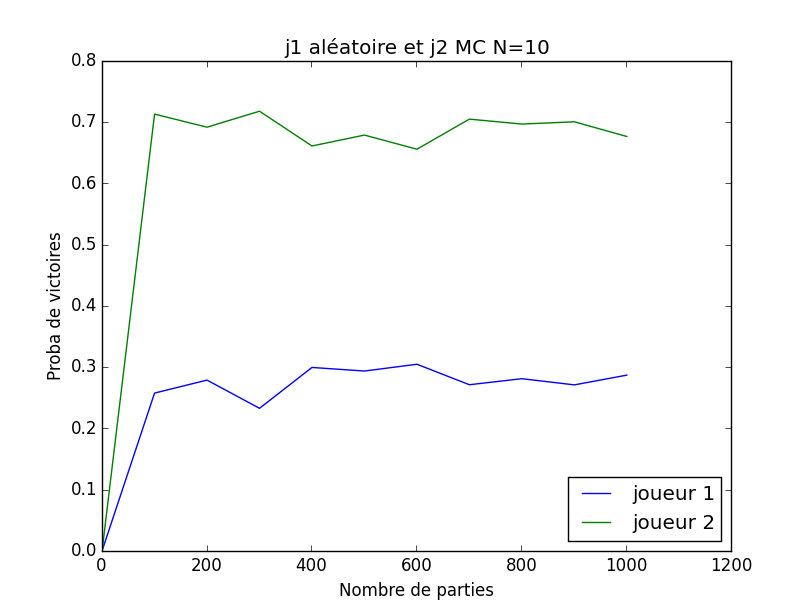 j1 aléatoire et j2 MC N=10
0.8
0.7
0.6
0.5
0.4
0.3
0.2
0.1
0.0
Proba de victoires
0 200 400 600 800 1000 1200
Nombre de parties
joueur 1
joueur 2